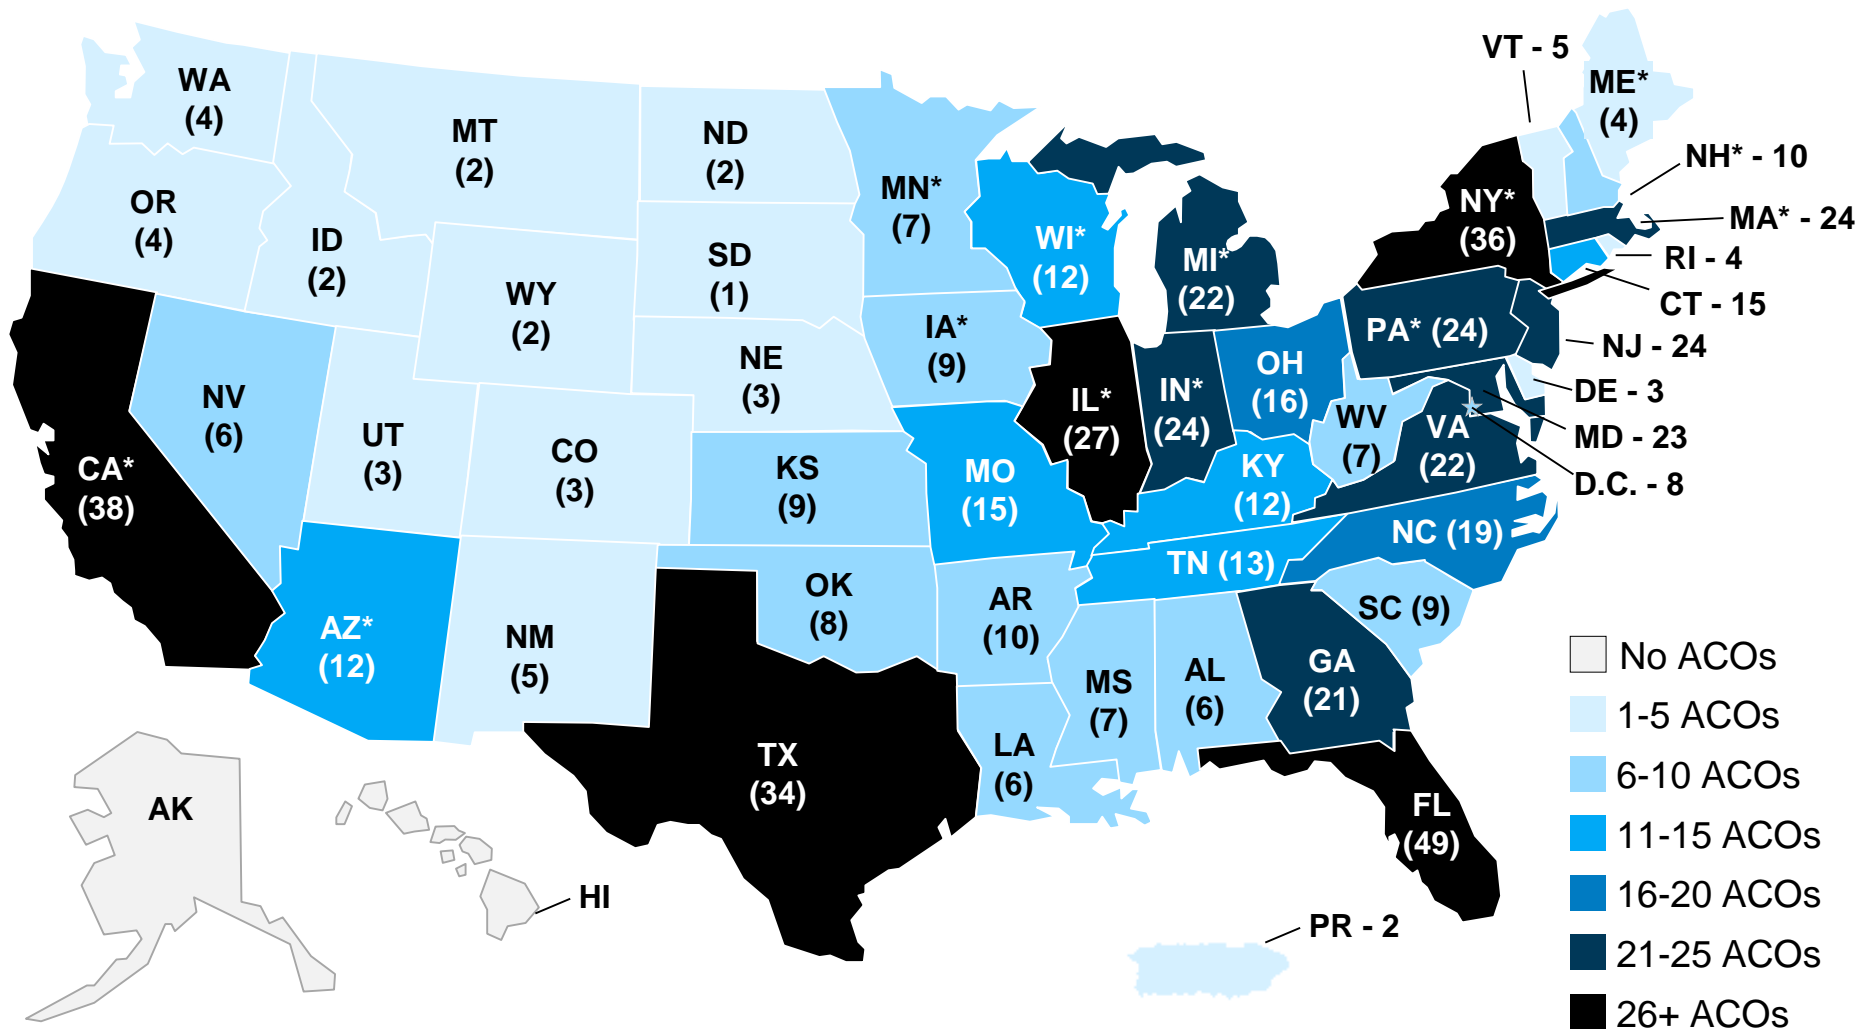 WA
(4)
OR
(4)
CA*
(38)
NV
(6)
ID
(2)
MT
(2)
WY
(2)
UT
(3)
AZ*
(12)
CO
(3)
NM
(5)
ND
(2)
SD
(1)
NE
(3)
KS
(9)
OK
(8)
TX
(34)
MN*
(7)
IA*
(9)
MO
(15)
AR
(10)
LA
(6)
WI*
(12)
IL*
(27)
MI*
(22)
IN*
(24)
OH
(16)
KY
(12)
TN (13)
MS
(7)
AL
(6)
GA
(21)
FL
(49)
SC (9)
NC (19)
VA
(22)
WV
(7)
PA* (24)
NY*
(36)
VT - 5
ME*
(4)
NH* - 10
MA* - 24
RI - 4
CT - 15
NJ - 24
DE - 3
MD - 23
D.C. - 8
AK
HI
PR - 2
No ACOs
1-5 ACOs
6-10 ACOs
11-15 ACOs
16-20 ACOs
21-25 ACOs
26+ ACOs